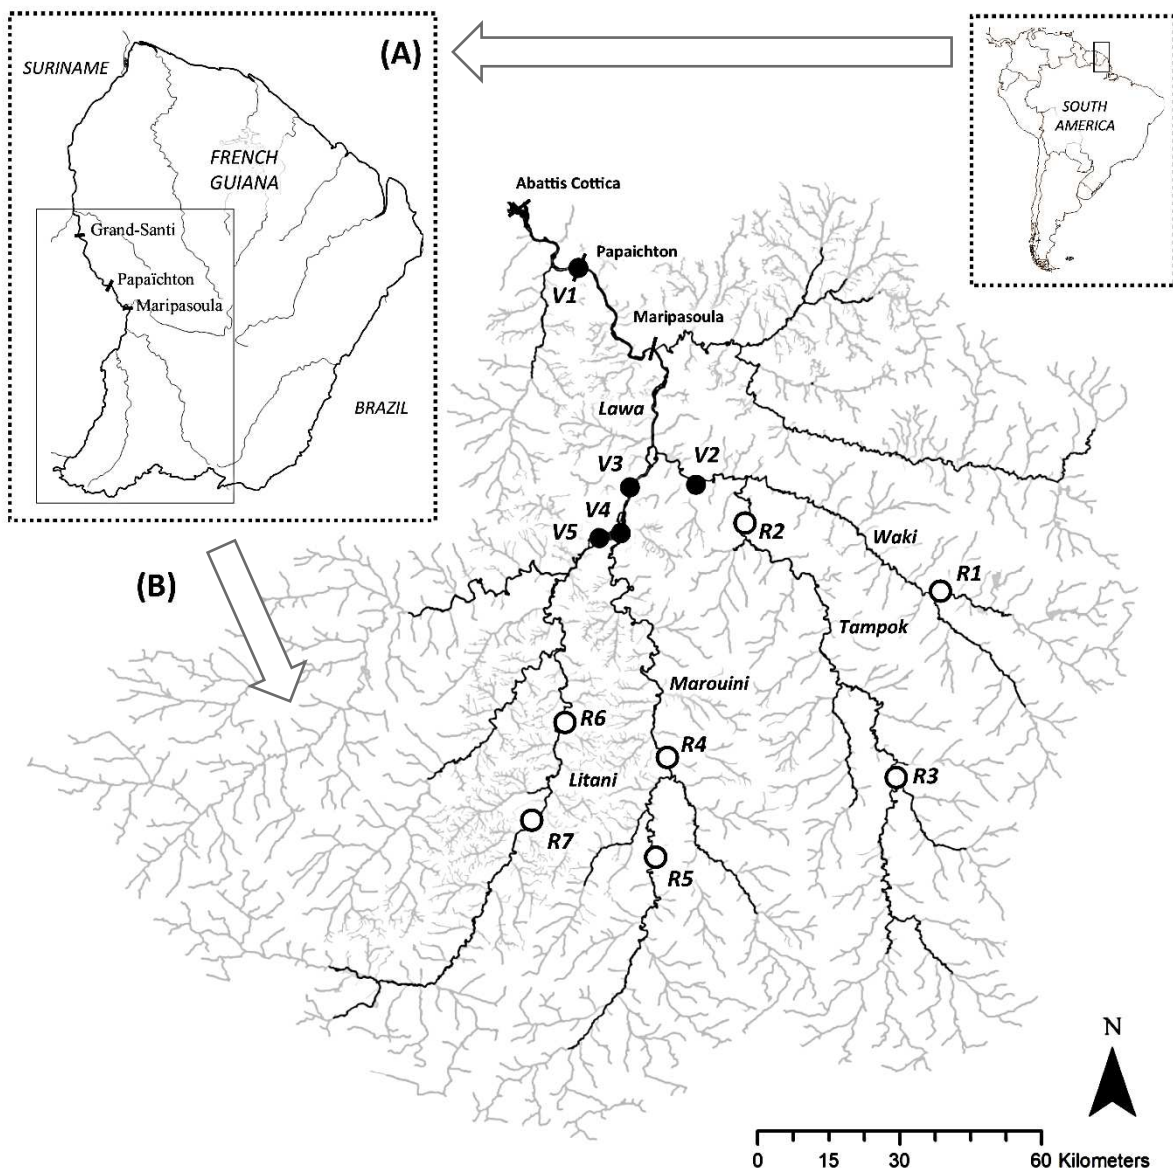 (A)
SURINAME
FRENCH
GUIANA
Grand-Santi
Papaïchton
Maripasoula
BRAZIL
SOUTH
AMERICA
Abattis Cottica
Papaichton
V1
Maripasoula
Lawa
V3
V2
V4
V5
R2
Waki
R1
(B)
Tampok
Marouini
R6
R4
Litani
R3
R7
R5
N
0 15 30 60 Kilometers